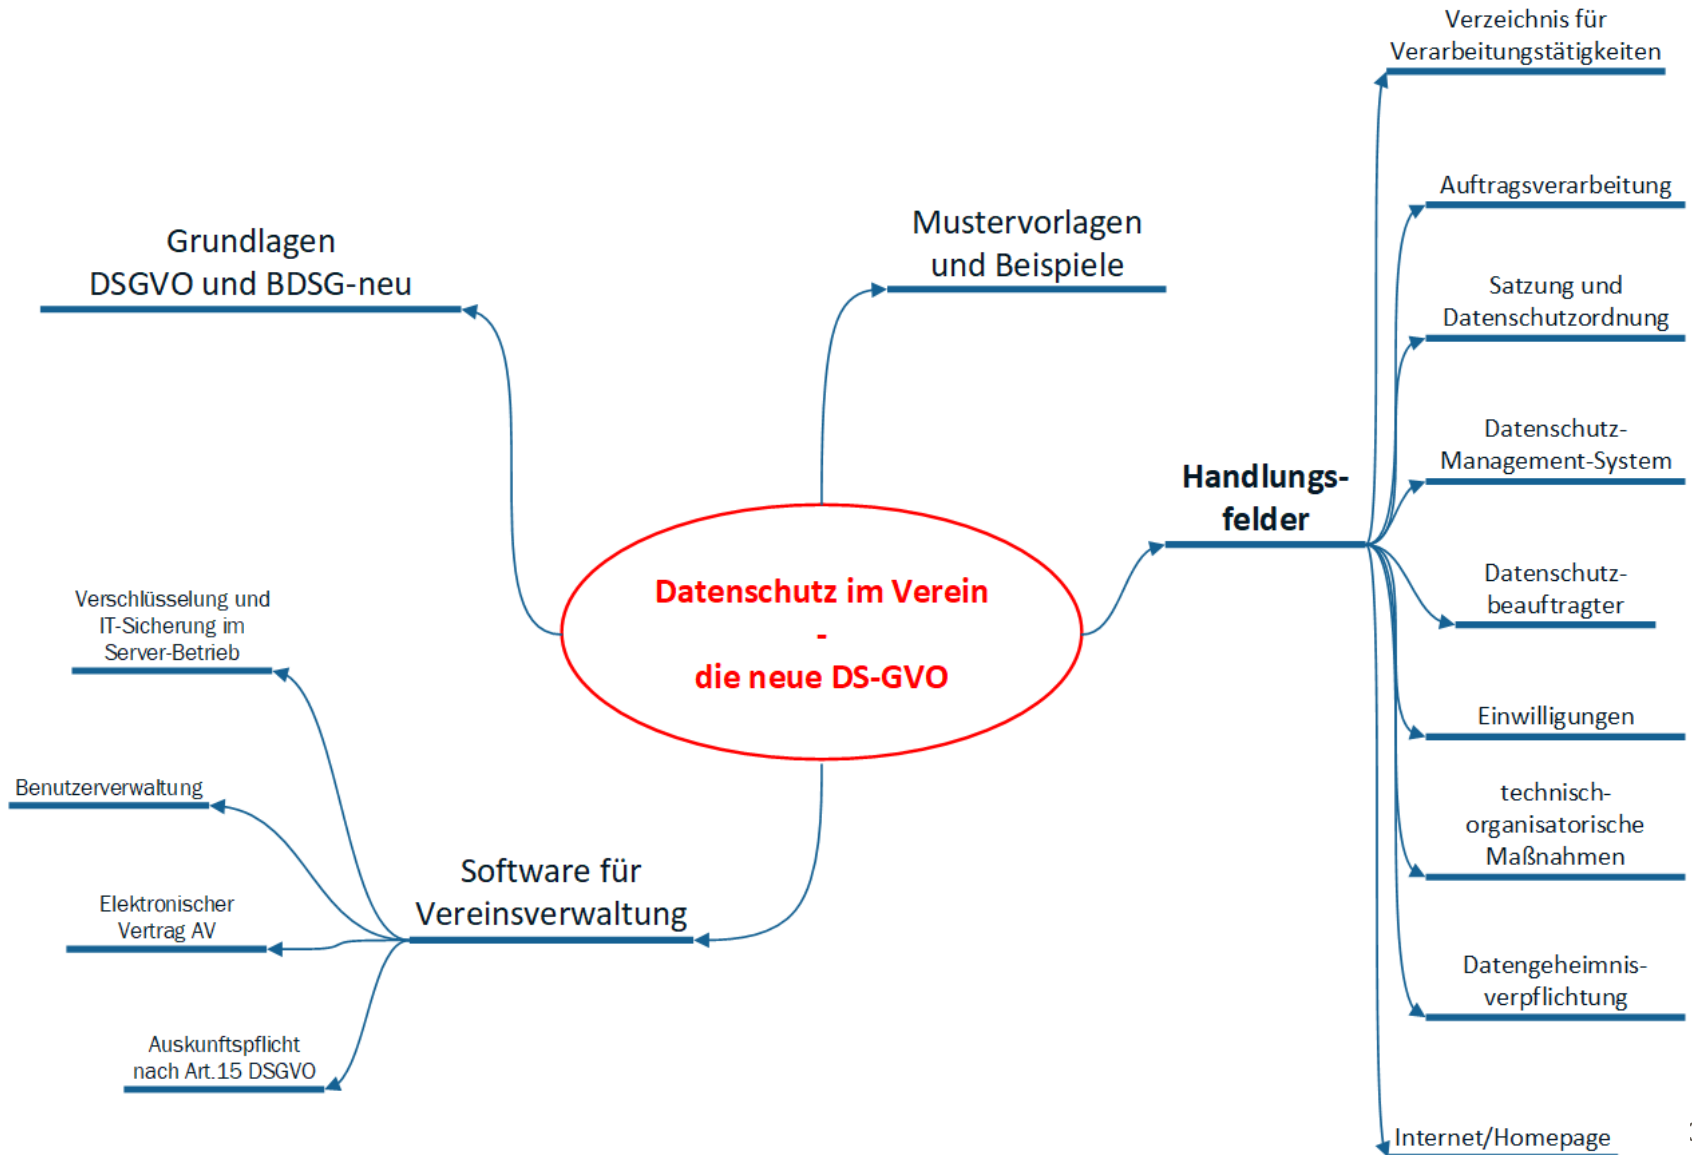 Verzeichnis für
Verarbeitungstätigkeiten
Auftragsverarbeitung
Mustervorlagen
und Beispiele
Grundlagen
DSGVO und BDSG-neu
Satzung und
Datenschutzordnung
Datenschutz-
Management-System
Handlungs-
felder
Datenschutz im Verein
-
die neue DS-GVO
Datenschutz-
beauftragter
Verschlüsselung und
IT-Sicherung im
Server-Betrieb
Einwilligungen
Benutzerverwaltung
technisch-
organisatorische
Maßnahmen
Software für
Vereinsverwaltung
Elektronischer
Vertrag AV
Datengeheimnis-
verpflichtung
Auskunftspflicht
nach Art.15 DSGVO
Internet/Homepage